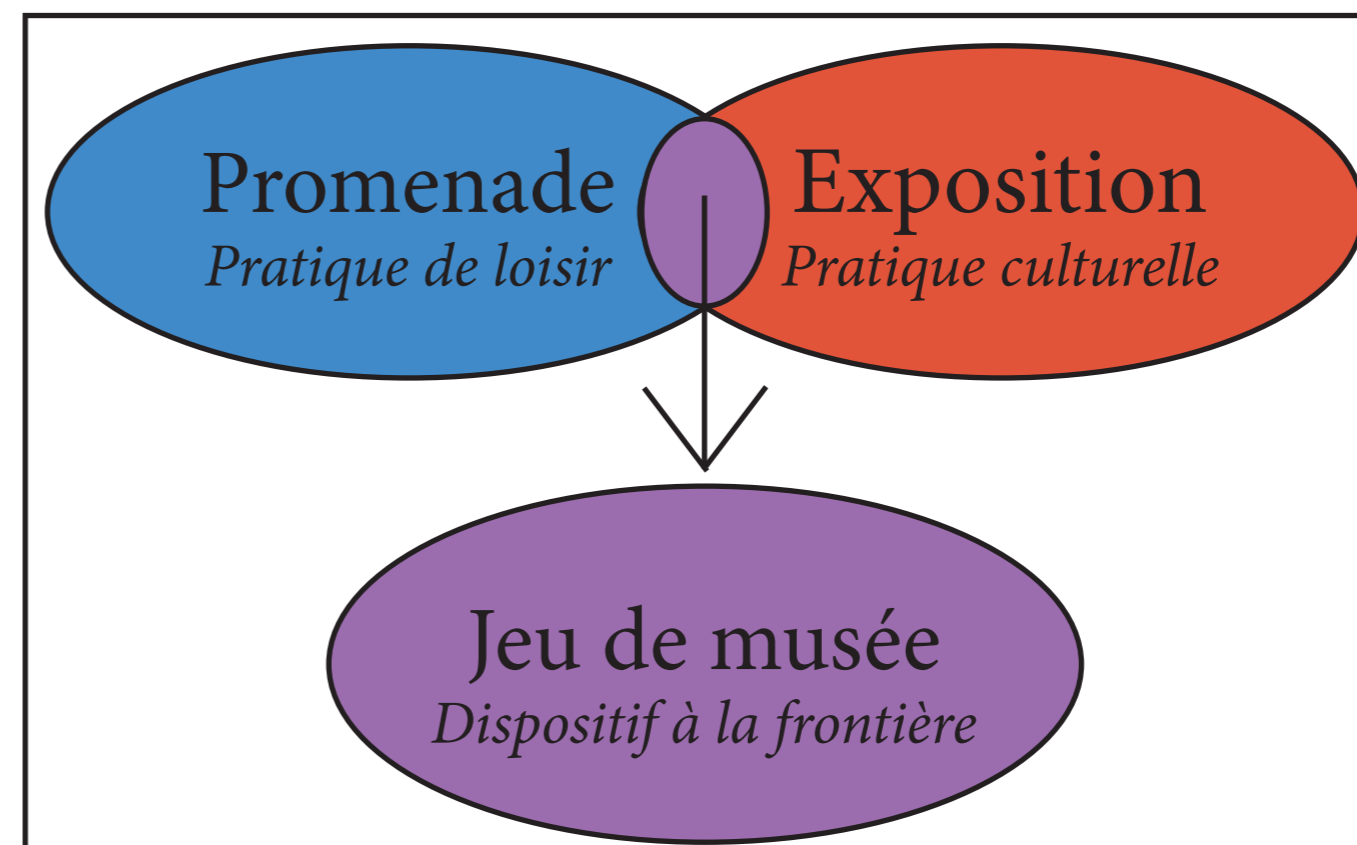 Promenade
Pratique de loisir
Exposition
Pratique culturelle
Jeu de musée
Dispositif à la frontière